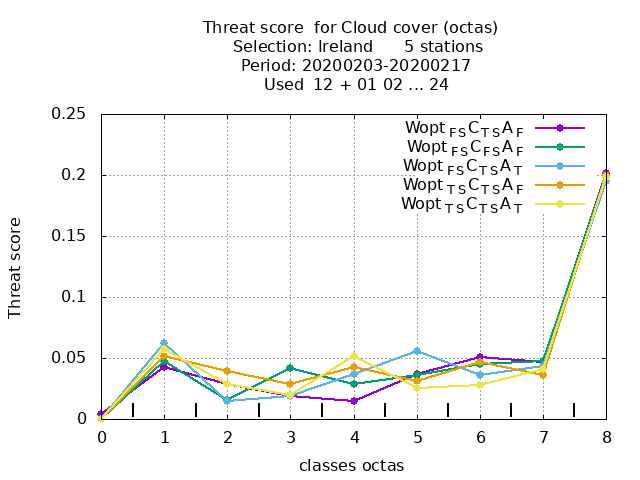 Threat score  for Cloud cover (octas)
Selection: Ireland      5 stations
Period: 20200203-20200217
Used  12 + 01 02 ... 24
0.25
Wopt FS C TS A F
Wopt FS C FS A F
Wopt FS C TS A T
Wopt TS C TS A F
Wopt TS C TS A T
0.2
0.15
0.1
0.05
0
Threat score
0 1 2 3 4 5 6 7 8
classes octas